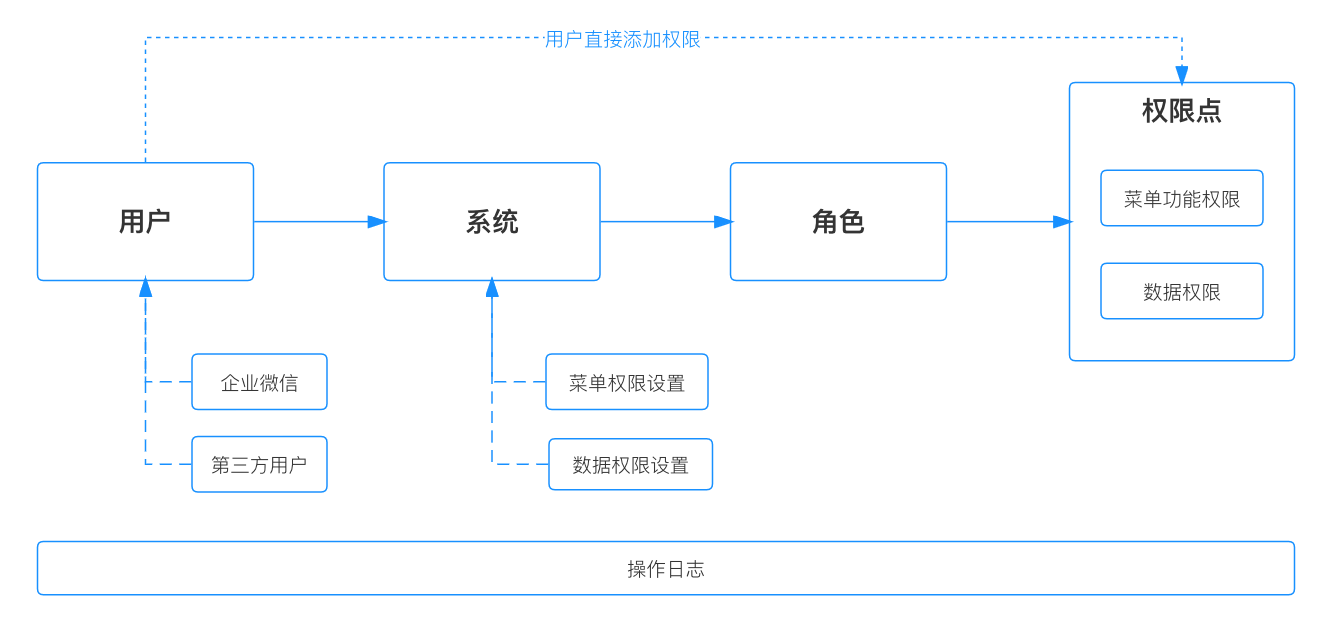 用户直接添加权限
权限点
用户
系统
角色
菜单功能权限
数据权限
企业微信
菜单权限设置
第三方用户
数据权限设置
操作日志